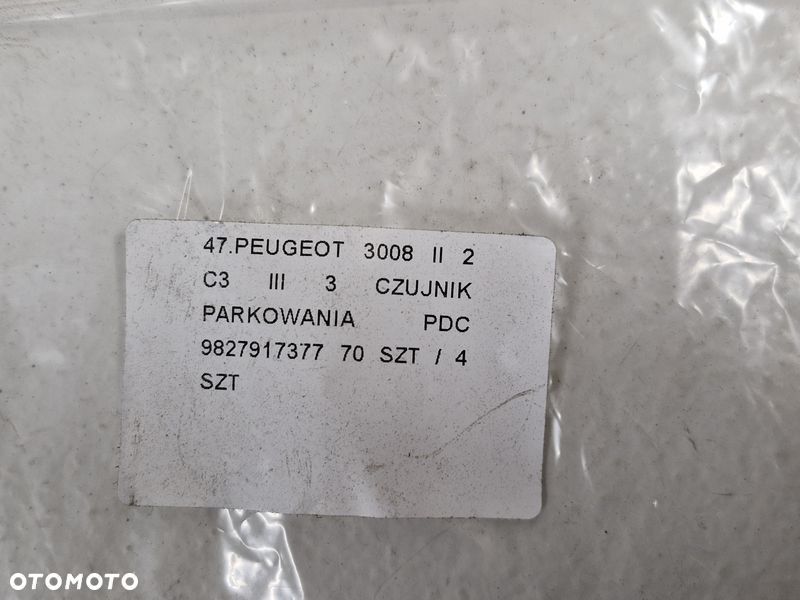 47.PEUGEOT 3008 II 2
C3 III 3 CZUJNIK
PARKOWANIA PDC
9827917377 70 SZT / 4
SZT
OTOMOTO